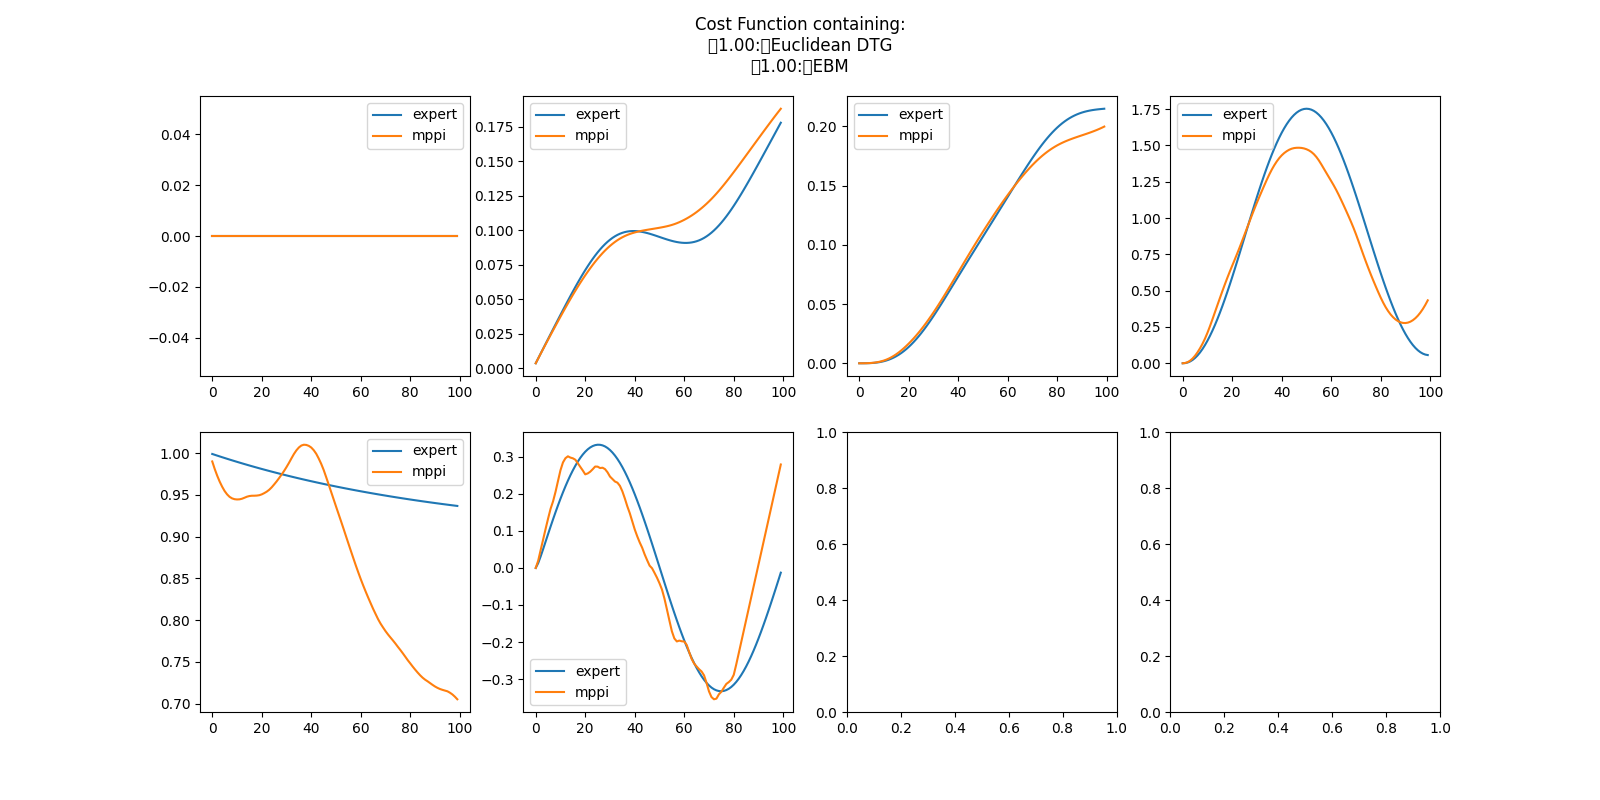 Cost Function containing:
1.00: Euclidean DTG
1.00: EBM
expert
mppi
0.04
0.02
0.00
−0.02
−0.04
0 20 40 60 80 100
expert
mppi
0.175
0.150
0.125
0.100
0.075
0.050
0.025
0.000
0 20 40 60 80 100
expert
mppi
0.20
0.15
0.10
0.05
0.00
0 20 40 60 80 100
expert
mppi
1.75
1.50
1.25
1.00
0.75
0.50
0.25
0.00
0 20 40 60 80 100
expert
mppi
1.00
0.95
0.90
0.85
0.80
0.75
0.70
0 20 40 60 80 100
0.3
0.2
0.1
0.0
−0.1
−0.2
−0.3
expert
mppi
0 20 40 60 80 100
1.0
0.8
0.6
0.4
0.2
0.0
0.0 0.2 0.4 0.6 0.8 1.0
1.0
0.8
0.6
0.4
0.2
0.0
0.0 0.2 0.4 0.6 0.8 1.0